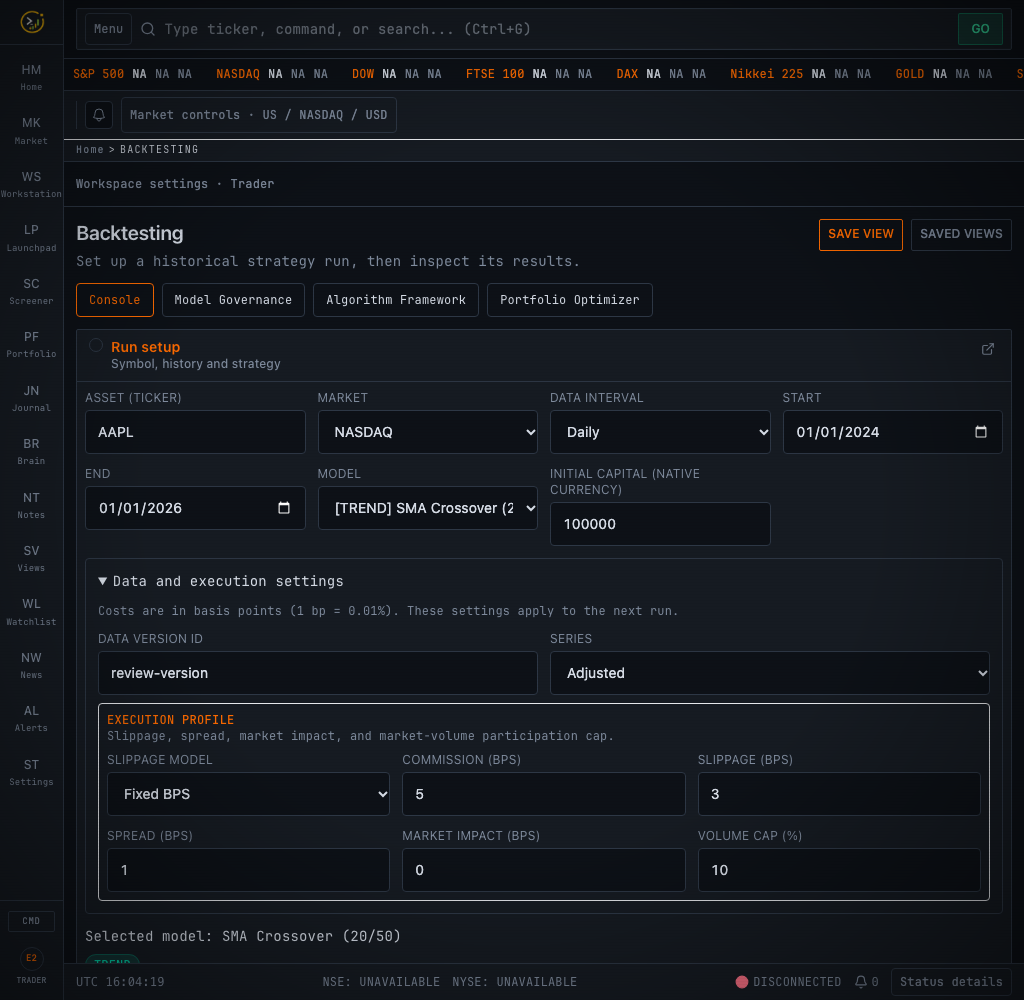 Menu
Type ticker, command, or search... (Ctrl+G)
GO
S&P 500 NA NA NA
NASDAQ NA NA NA
DOW NA NA NA
FTSE 100 NA NA NA
DAX NA NA NA
Nikkei 225 NA NA NA
GOLD NA NA NA
S
Market controls · US / NASDAQ / USD
Home > BACKTESTING
Workspace settings · Trader
HM
Home
MK
Market
WS
Workstation
LP
Launchpad
SC
Screener
PF
Portfolio
JN
Journal
BR
Brain
NT
Notes
SV
Views
WL
Watchlist
NW
News
AL
Alerts
ST
Settings
CMD
E2
TRADER
Backtesting
SAVE VIEW
SAVED VIEWS
Set up a historical strategy run, then inspect its results.
Console
Model Governance
Algorithm Framework
Portfolio Optimizer
Run setup
Symbol, history and strategy
ASSET (TICKER)
AAPL
MARKET
NASDAQ
DATA INTERVAL
Daily
START
01/01/2024
END
01/01/2026
MODEL
[TREND] SMA Crossover (2
INITIAL CAPITAL (NATIVE
CURRENCY)
100000
▼ Data and execution settings
Costs are in basis points (1 bp = 0.01%). These settings apply to the next run.
DATA VERSION ID
review-version
SERIES
Adjusted
EXECUTION PROFILE
Slippage, spread, market impact, and market-volume participation cap.
SLIPPAGE MODEL
Fixed BPS
COMMISSION (BPS)
5
SLIPPAGE (BPS)
3
SPREAD (BPS)
1
MARKET IMPACT (BPS)
0
VOLUME CAP (%)
10
Selected model: SMA Crossover (20/50)
TREND
UTC 16:04:19
NSE: UNAVAILABLE
NYSE: UNAVAILABLE
DISCONNECTED
0
Status details